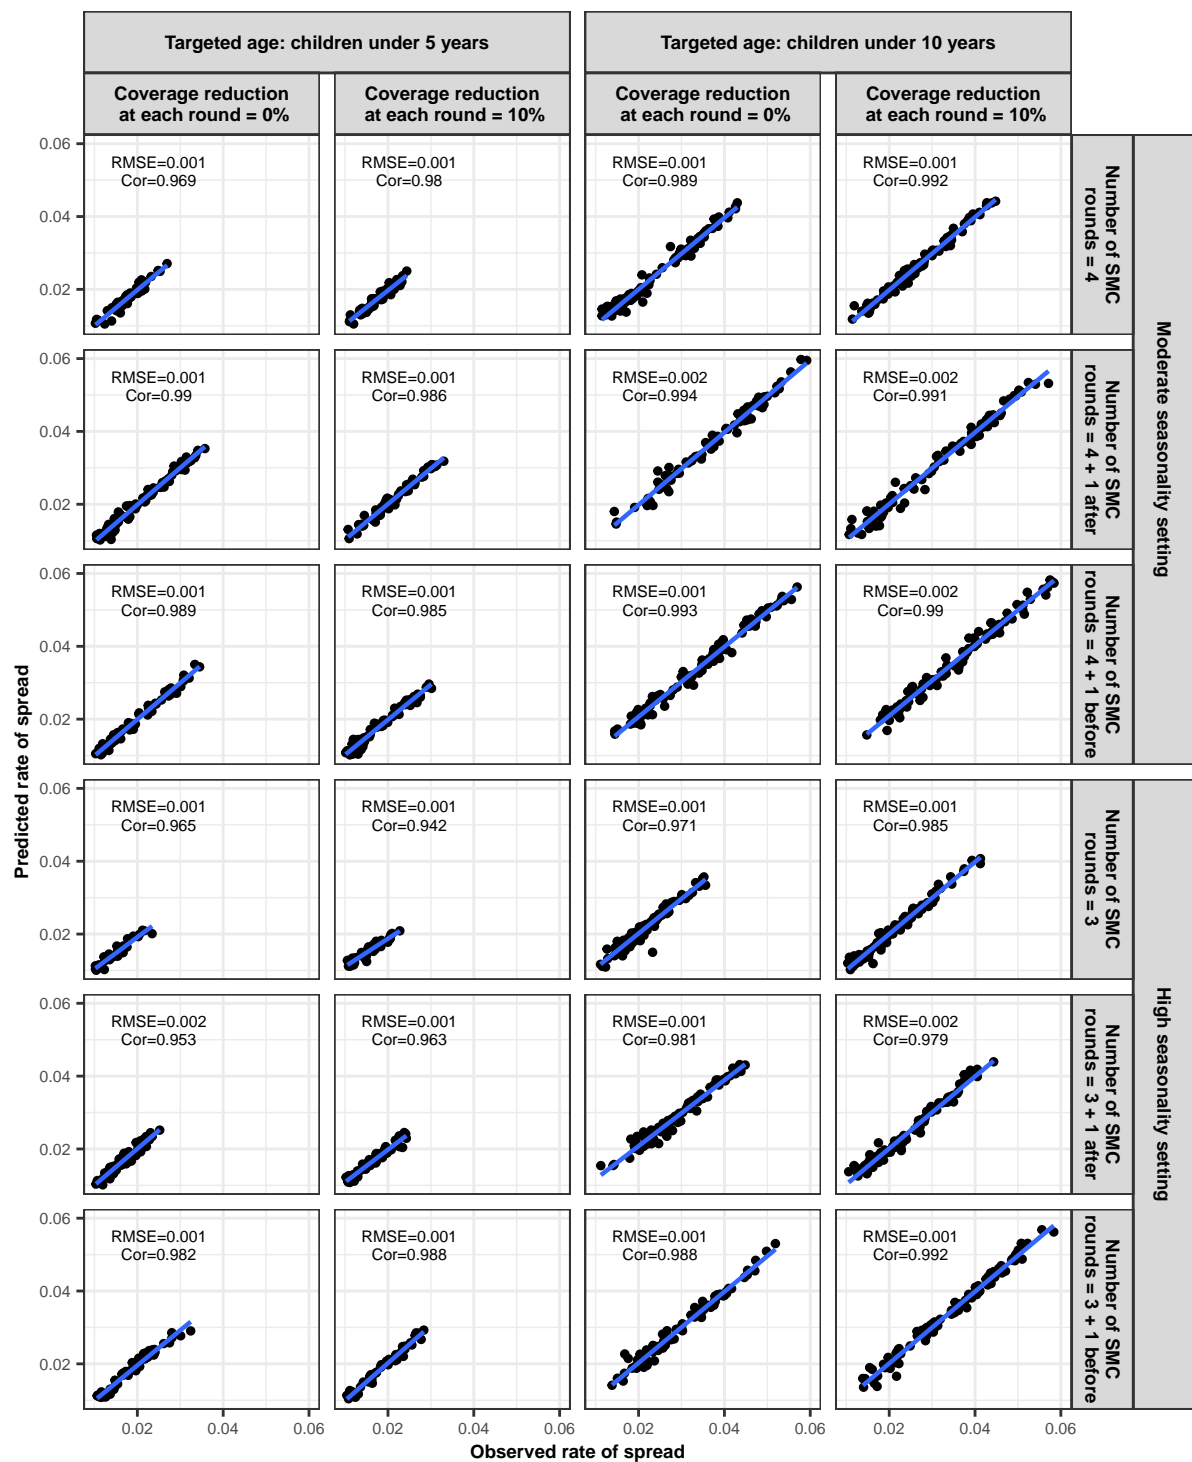 Targeted age: children under 5 years
Targeted age: children under 10 years
Coverage reduction
at each round = 0%
Coverage reduction
at each round = 10%
Coverage reduction
at each round = 0%
Coverage reduction
at each round = 10%
0.06
0.04
0.02
RMSE=0.001
Cor=0.969
RMSE=0.001
Cor=0.98
RMSE=0.001
Cor=0.989
RMSE=0.001
Cor=0.992
Number of SMC
rounds = 4
0.06
0.04
0.02
RMSE=0.001
Cor=0.99
RMSE=0.001
Cor=0.986
RMSE=0.002
Cor=0.994
RMSE=0.002
Cor=0.991
Number of SMC
rounds = 4 + 1 after
Moderate seasonality setting
0.06
0.04
0.02
RMSE=0.001
Cor=0.989
RMSE=0.001
Cor=0.985
RMSE=0.001
Cor=0.993
RMSE=0.002
Cor=0.99
Number of SMC
rounds = 4 + 1 before
Predicted rate of spread
0.06
0.04
0.02
RMSE=0.001
Cor=0.965
RMSE=0.001
Cor=0.942
RMSE=0.001
Cor=0.971
RMSE=0.001
Cor=0.985
Number of SMC
rounds = 3
0.06
0.04
0.02
RMSE=0.002
Cor=0.953
RMSE=0.001
Cor=0.963
RMSE=0.001
Cor=0.981
RMSE=0.002
Cor=0.979
Number of SMC
rounds = 3 + 1 after
High seasonality setting
0.06
0.04
0.02
RMSE=0.001
Cor=0.982
RMSE=0.001
Cor=0.988
RMSE=0.001
Cor=0.988
RMSE=0.001
Cor=0.992
Number of SMC
rounds = 3 + 1 before
0.02
0.04
0.06
0.02
0.04
0.06
0.02
0.04
0.06
0.02
0.04
0.06
Observed rate of spread